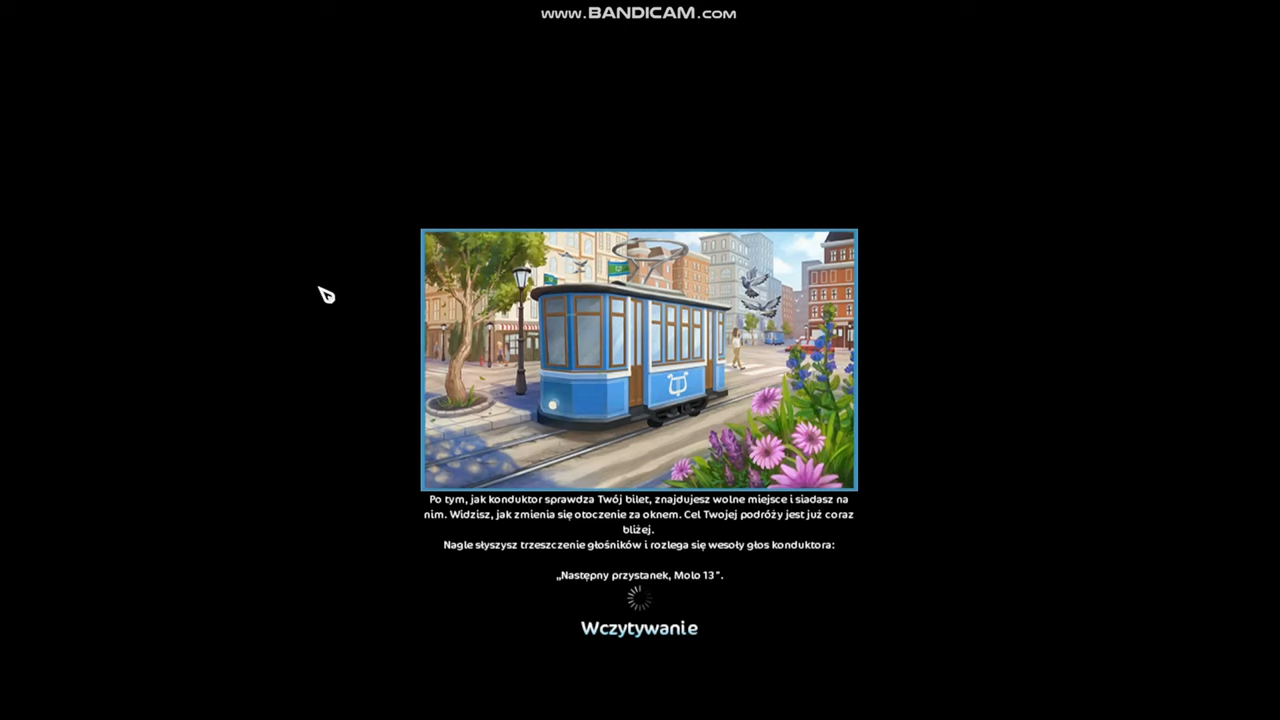 www.BANDICAM.com
Po tym, jak konduktor sprawdza Twój bilet, znajdujesz wolne miejsce i siadasz na
nim. Widzisz, jak zmienia się otoczenie za oknem. Cel Twojej podróży jest już coraz
bliżej.
Nagle słyszysz trzeszczenie głośników i rozlega się wesoły głos konduktora:
„Następny przystanek, Molo 13”.
Wczytywanie